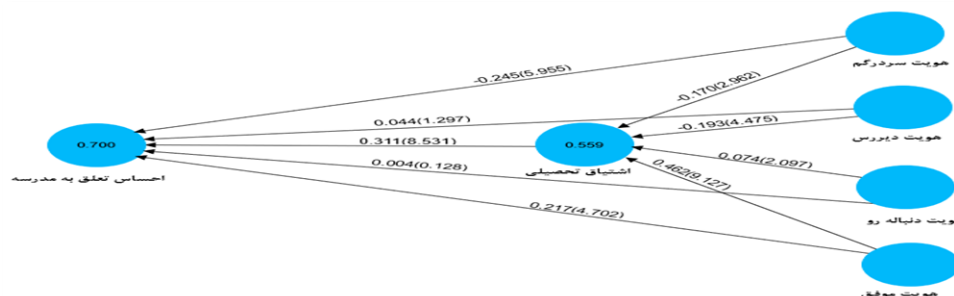 هویت سردرگم
-0.245(5.955)
-0.170(2.962)
هویت دیررس
0.044(1.297)
-0.193(4.475)
0.700
0.311(8.531)
0.559
احساس تعلق به مدرسه
اشتیاق تحصیلی
0.004(0.128)
0.074(2.097)
0.462(9.127)
ویت دنباله رو
0.217(4.702)
هویت موفق